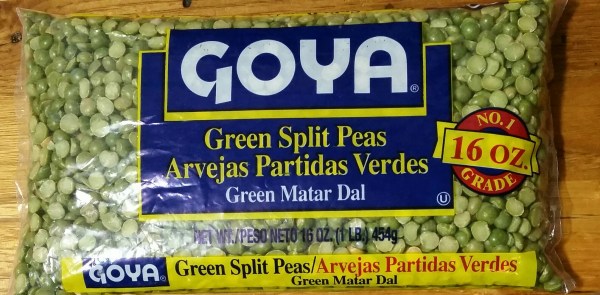 GOYA®
Green Split Peas
Arvejas Partidas Verdes
Green Matar Dal
U
NO. 1
16 OZ.
GRADE
NET WT./PESO NETO 16 OZ. (1 LB.) 454g
GOYA® Green Split Peas/Arvejas Partidas Verdes
Green Matar Dal